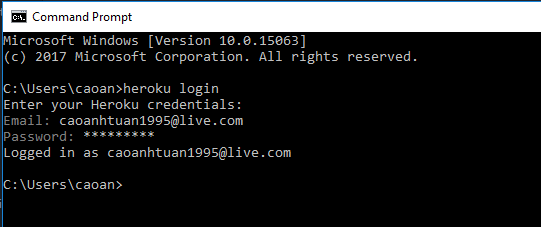 Command Prompt
Microsoft Windows [Version 10.0.15063]
(c) 2017 Microsoft Corporation. All rights reserved.
C:\Users\caoan>heroku login
Enter your Heroku credentials:
Email: caoanhtuan1995@live.com
Password: *********
Logged in as caoanhtuan1995@live.com
C:\Users\caoan>